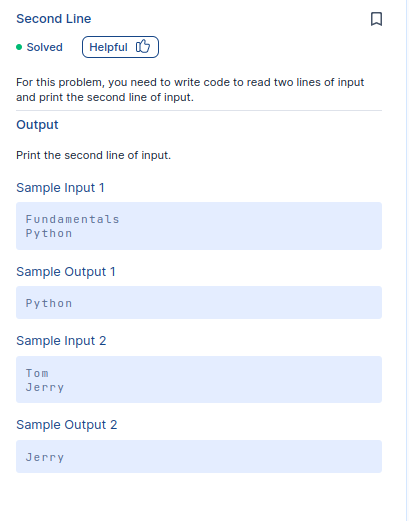 Second Line
Solved
Helpful
For this problem, you need to write code to read two lines of input
and print the second line of input.
Output
Print the second line of input.
Sample Input 1
Fundamentals
Python
Sample Output 1
Python
Sample Input 2
Tom
Jerry
Sample Output 2
Jerry